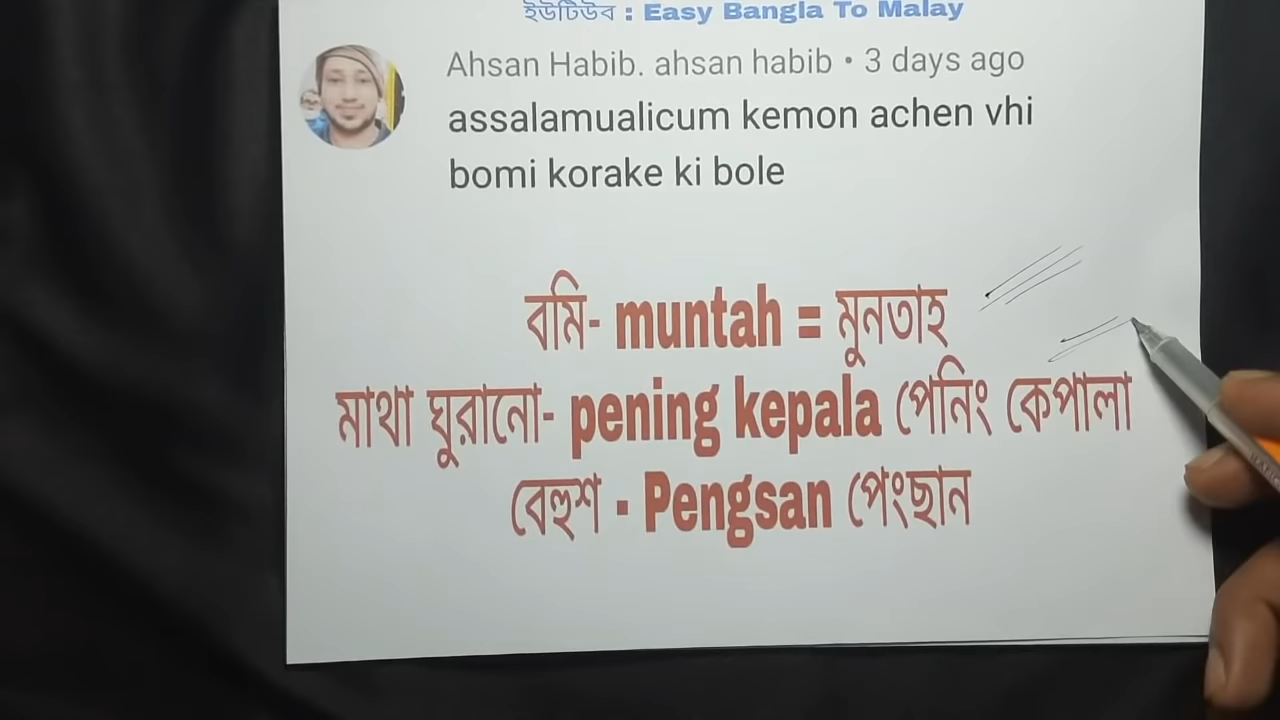 ইউটিউব : Easy Bangla To Malay
Ahsan Habib. ahsan habib • 3 days ago
assalamualicum kemon achen vhi
bomi korake ki bole
বমি- muntah = মুনতাহ
মাথা ঘুরানো- pening kepala পেনিং কেপালা
বেহুশ - Pengsan পেংছান